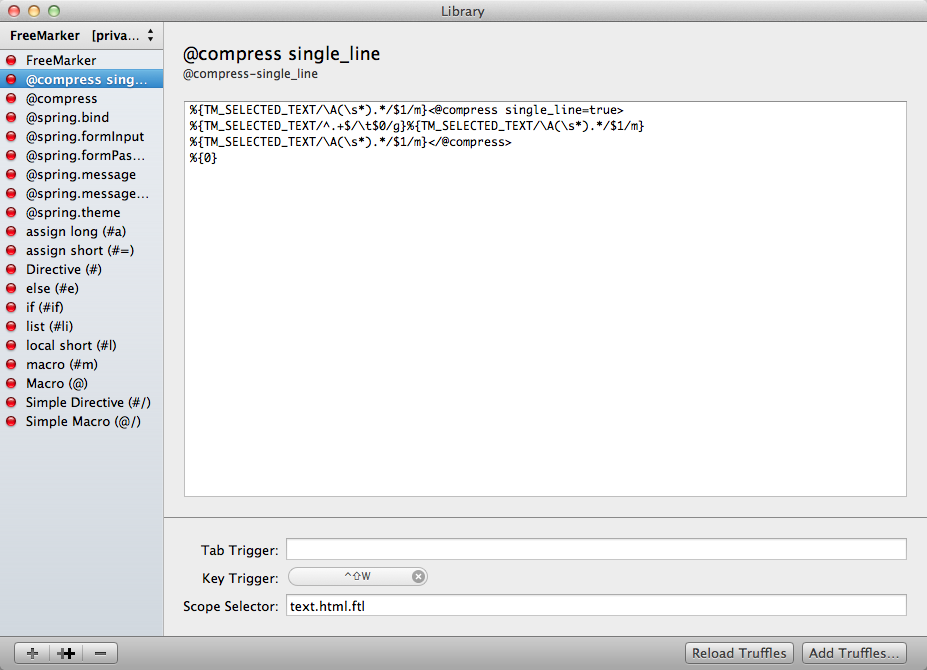 Library
FreeMarker [priva...
FreeMarker
@compress sing...
@compress
@spring.bind
@spring.formInput
@spring.formPas...
@spring.message
@spring.message...
@spring.theme
assign long (#a)
assign short (#=)
Directive (#)
else (#e)
if (#if)
list (#li)
local short (#l)
macro (#m)
Macro (@)
Simple Directive (#/)
Simple Macro (@/)
@compress single_line
@compress-single_line
%{TM_SELECTED_TEXT/\A(\s*).*/$1/m}<@compress single_line=true>
%{TM_SELECTED_TEXT/^.+$/\t$0/g}%{TM_SELECTED_TEXT/\A(\s*).*/$1/m}
%{TM_SELECTED_TEXT/\A(\s*).*/$1/m}</@compress>
%{0}
Tab Trigger:
Key Trigger: ^⇧W
Scope Selector: text.html.ftl
Reload Truffles Add Truffles...